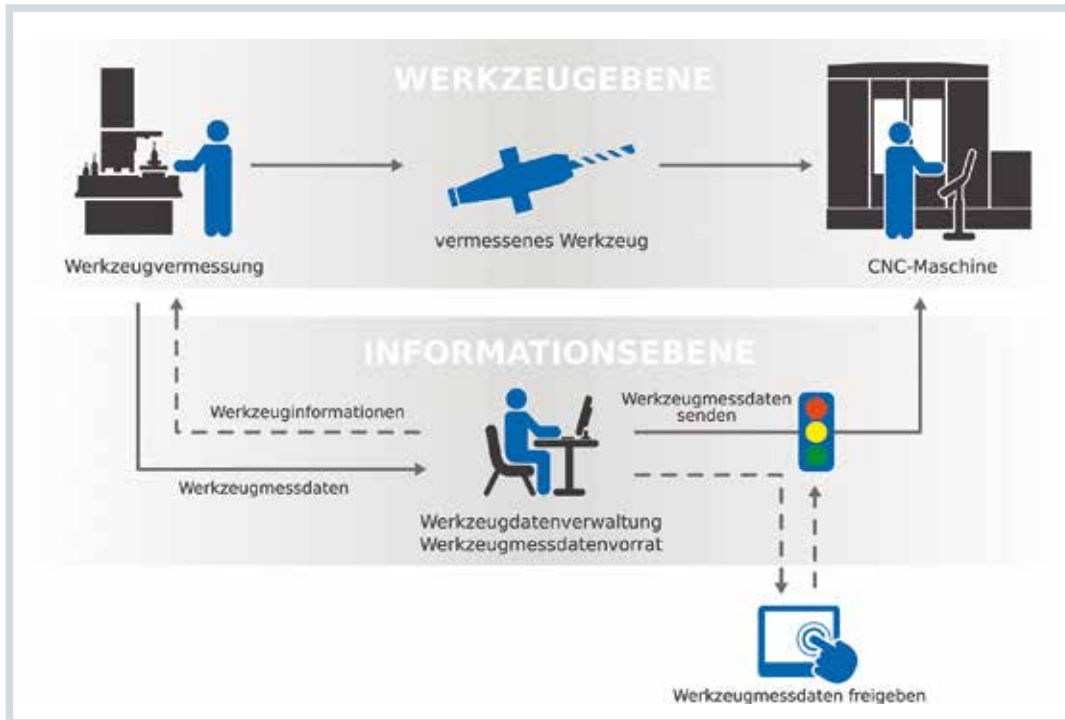 WERKZEUGEBENE
vermessenes Werkzeug
Werkzeugvermessung
CNC-Maschine
INFORMATIONSEBENE
Werkzeuginformationen
Werkzeugmessdaten
senden
Werkzeugmessdaten
Werkzeugdatenverwaltung
Werkzeugmessdatenvorrat
Werkzeugmessdaten freigeben